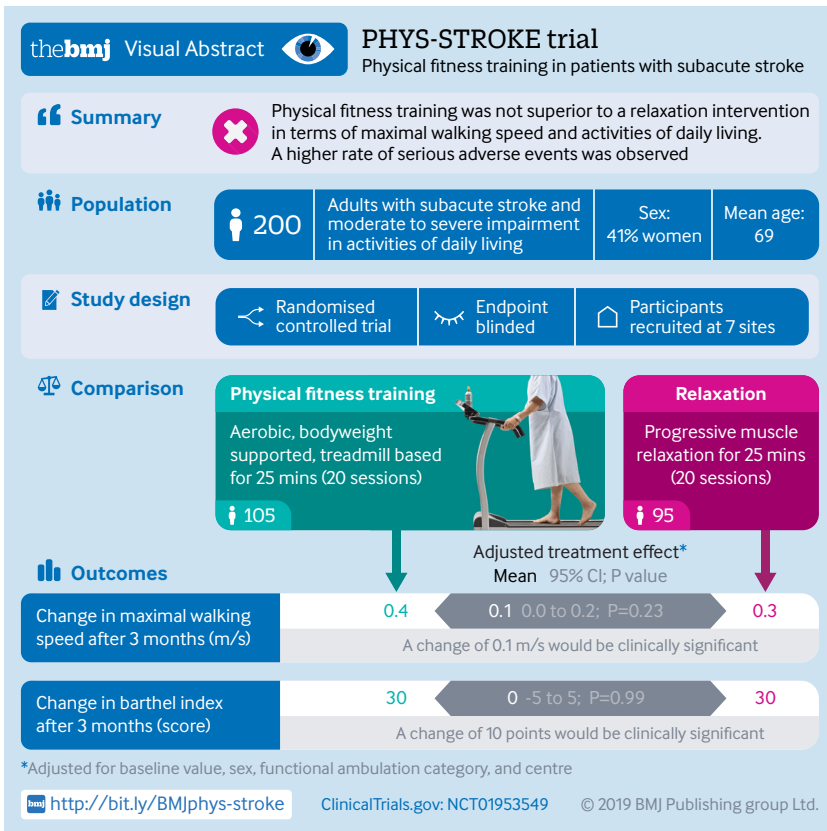 thebmj Visual Abstract
PHYS-STROKE trial
Physical fitness training in patients with subacute stroke
Summary
Physical fitness training was not superior to a relaxation intervention
in terms of maximal walking speed and activities of daily living.
A higher rate of serious adverse events was observed
Population
200
Adults with subacute stroke and
moderate to severe impairment
in activities of daily living
Sex:
41% women
Mean age:
69
Study design
Randomised
controlled trial
Endpoint
blinded
Participants
recruited at 7 sites
Comparison
Physical fitness training
Aerobic, bodyweight
supported, treadmill based
for 25 mins (20 sessions)
105
Relaxation
Progressive muscle
relaxation for 25 mins
(20 sessions)
95
Outcomes
Adjusted treatment effect*
Mean 95% CI; P value
Change in maximal walking
speed after 3 months (m/s)
0.4
0.1 0.0 to 0.2; P=0.23
0.3
A change of 0.1 m/s would be clinically significant
Change in barthel index
after 3 months (score)
30
0 -5 to 5; P=0.99
30
A change of 10 points would be clinically significant
*Adjusted for baseline value, sex, functional ambulation category, and centre
bmj http://bit.ly/BMJphys-stroke
ClinicalTrials.gov: NCT01953549
© 2019 BMJ Publishing group Ltd.